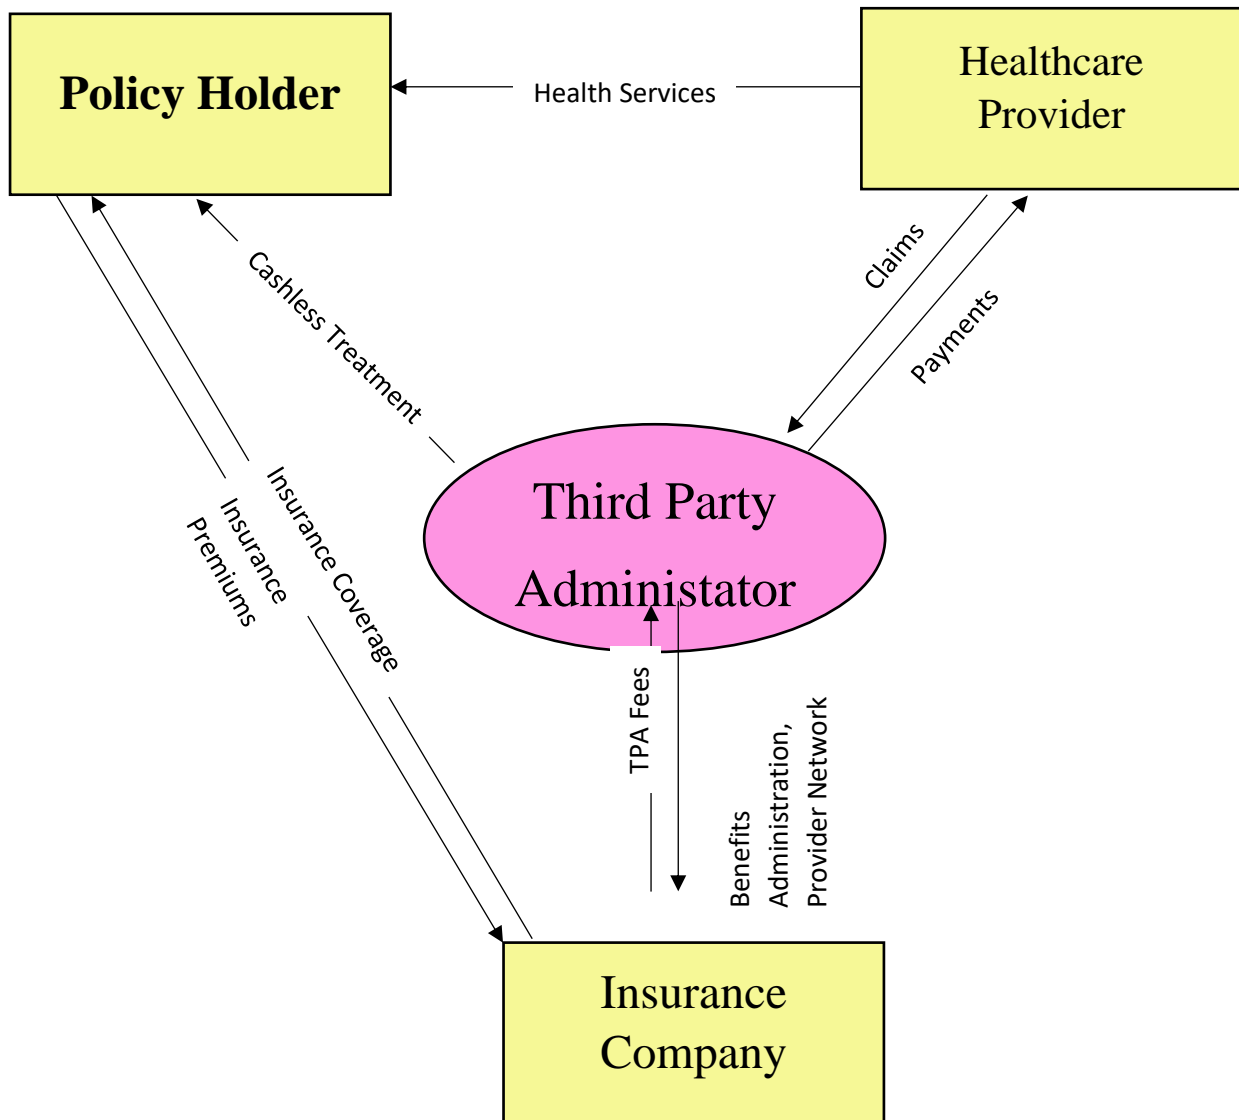 Policy Holder
Health Services
Healthcare
Provider
Cashless Treatment
Claims
Payments
Insurance Coverage
Insurance
Premiums
Third Party
Administator
TPA Fees
Benefits
Administration,
Provider Network
Insurance
Company